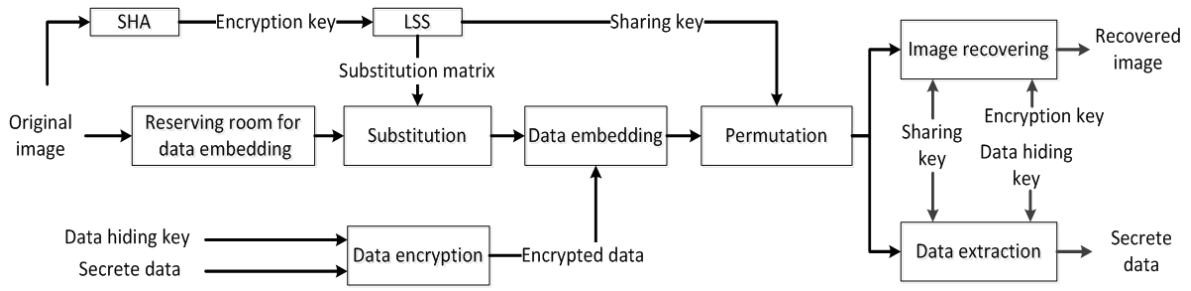 SHA
Encryption key
LSS
Sharing key
Substitution matrix
Original
image
Reserving room for
data embedding
Substitution
Data embedding
Permutation
Data hiding key
Secrete data
Data encryption
Encrypted data
Image recovering
Recovered
image
Sharing
key
Encryption key
Data hiding
key
Data extraction
Secrete
data